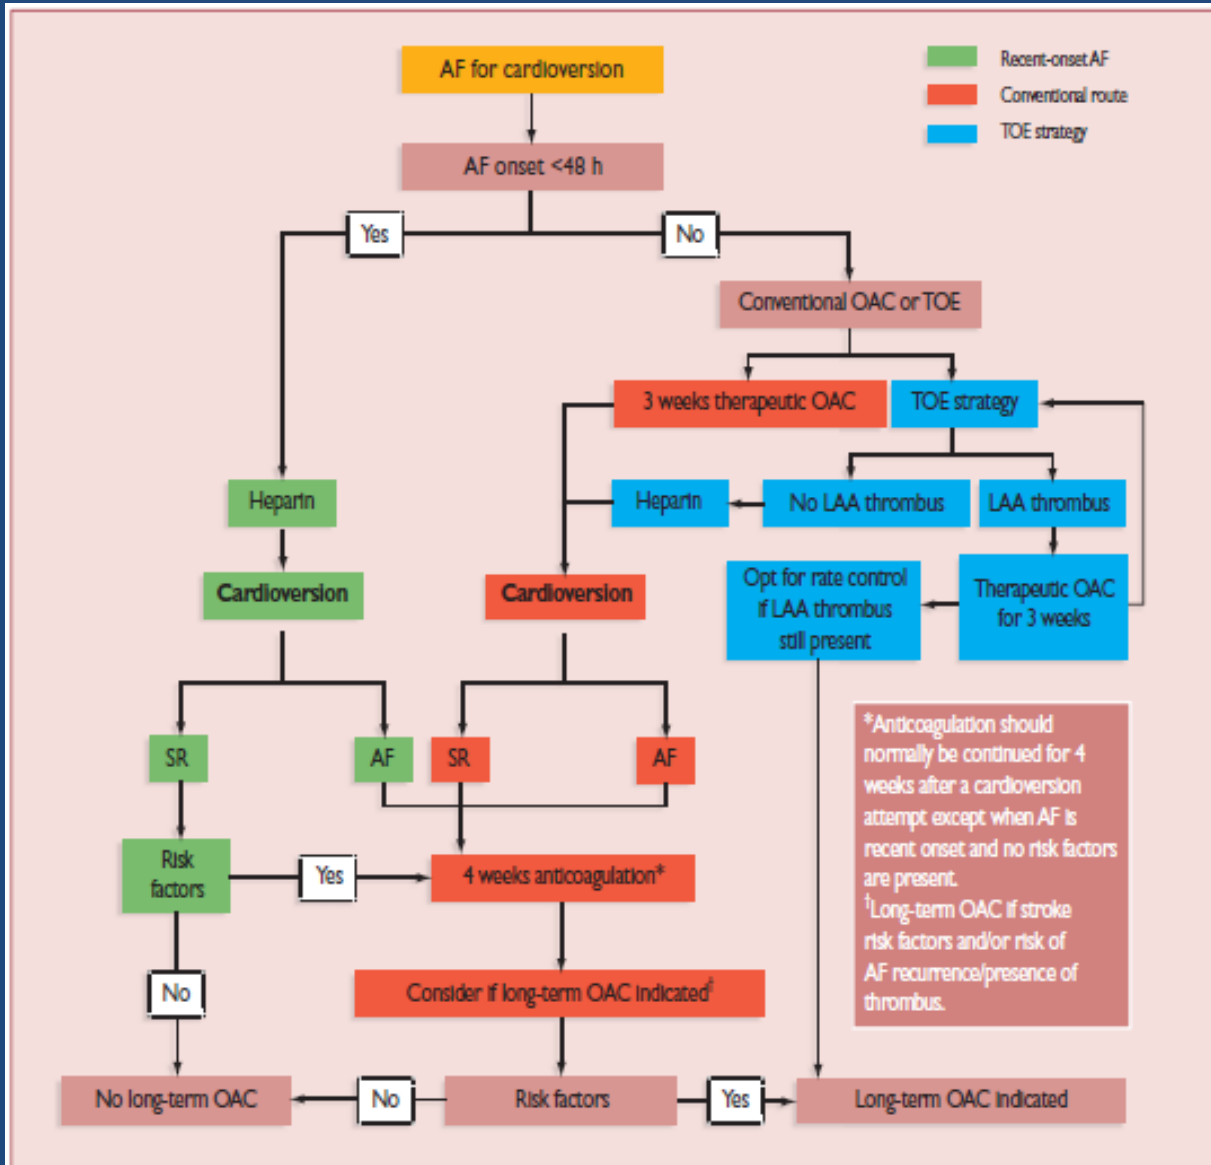 AF for cardioversion
Recent-onset AF
Conventional route
TOE strategy
AF onset <48 h
Yes
No
Conventional OAC or TOE
3 weeks therapeutic OAC
TOE strategy
Heparin
Heparin
No LAA thrombus
LAA thrombus
Cardioversion
Cardioversion
Opt for rate control
if LAA thrombus
still present
Therapeutic OAC
for 3 weeks
SR
AF
SR
AF
*Anticoagulation should
normally be continued for 4
weeks after a cardioversion
attempt except when AF is
recent onset and no risk factors
are present.
†Long-term OAC if stroke
risk factors and/or risk of
AF recurrence/presence of
thrombus.
Risk
factors
Yes
4 weeks anticoagulation*
No
Consider if long-term OAC indicated†
No long-term OAC
No
Risk factors
Yes
Long-term OAC indicated